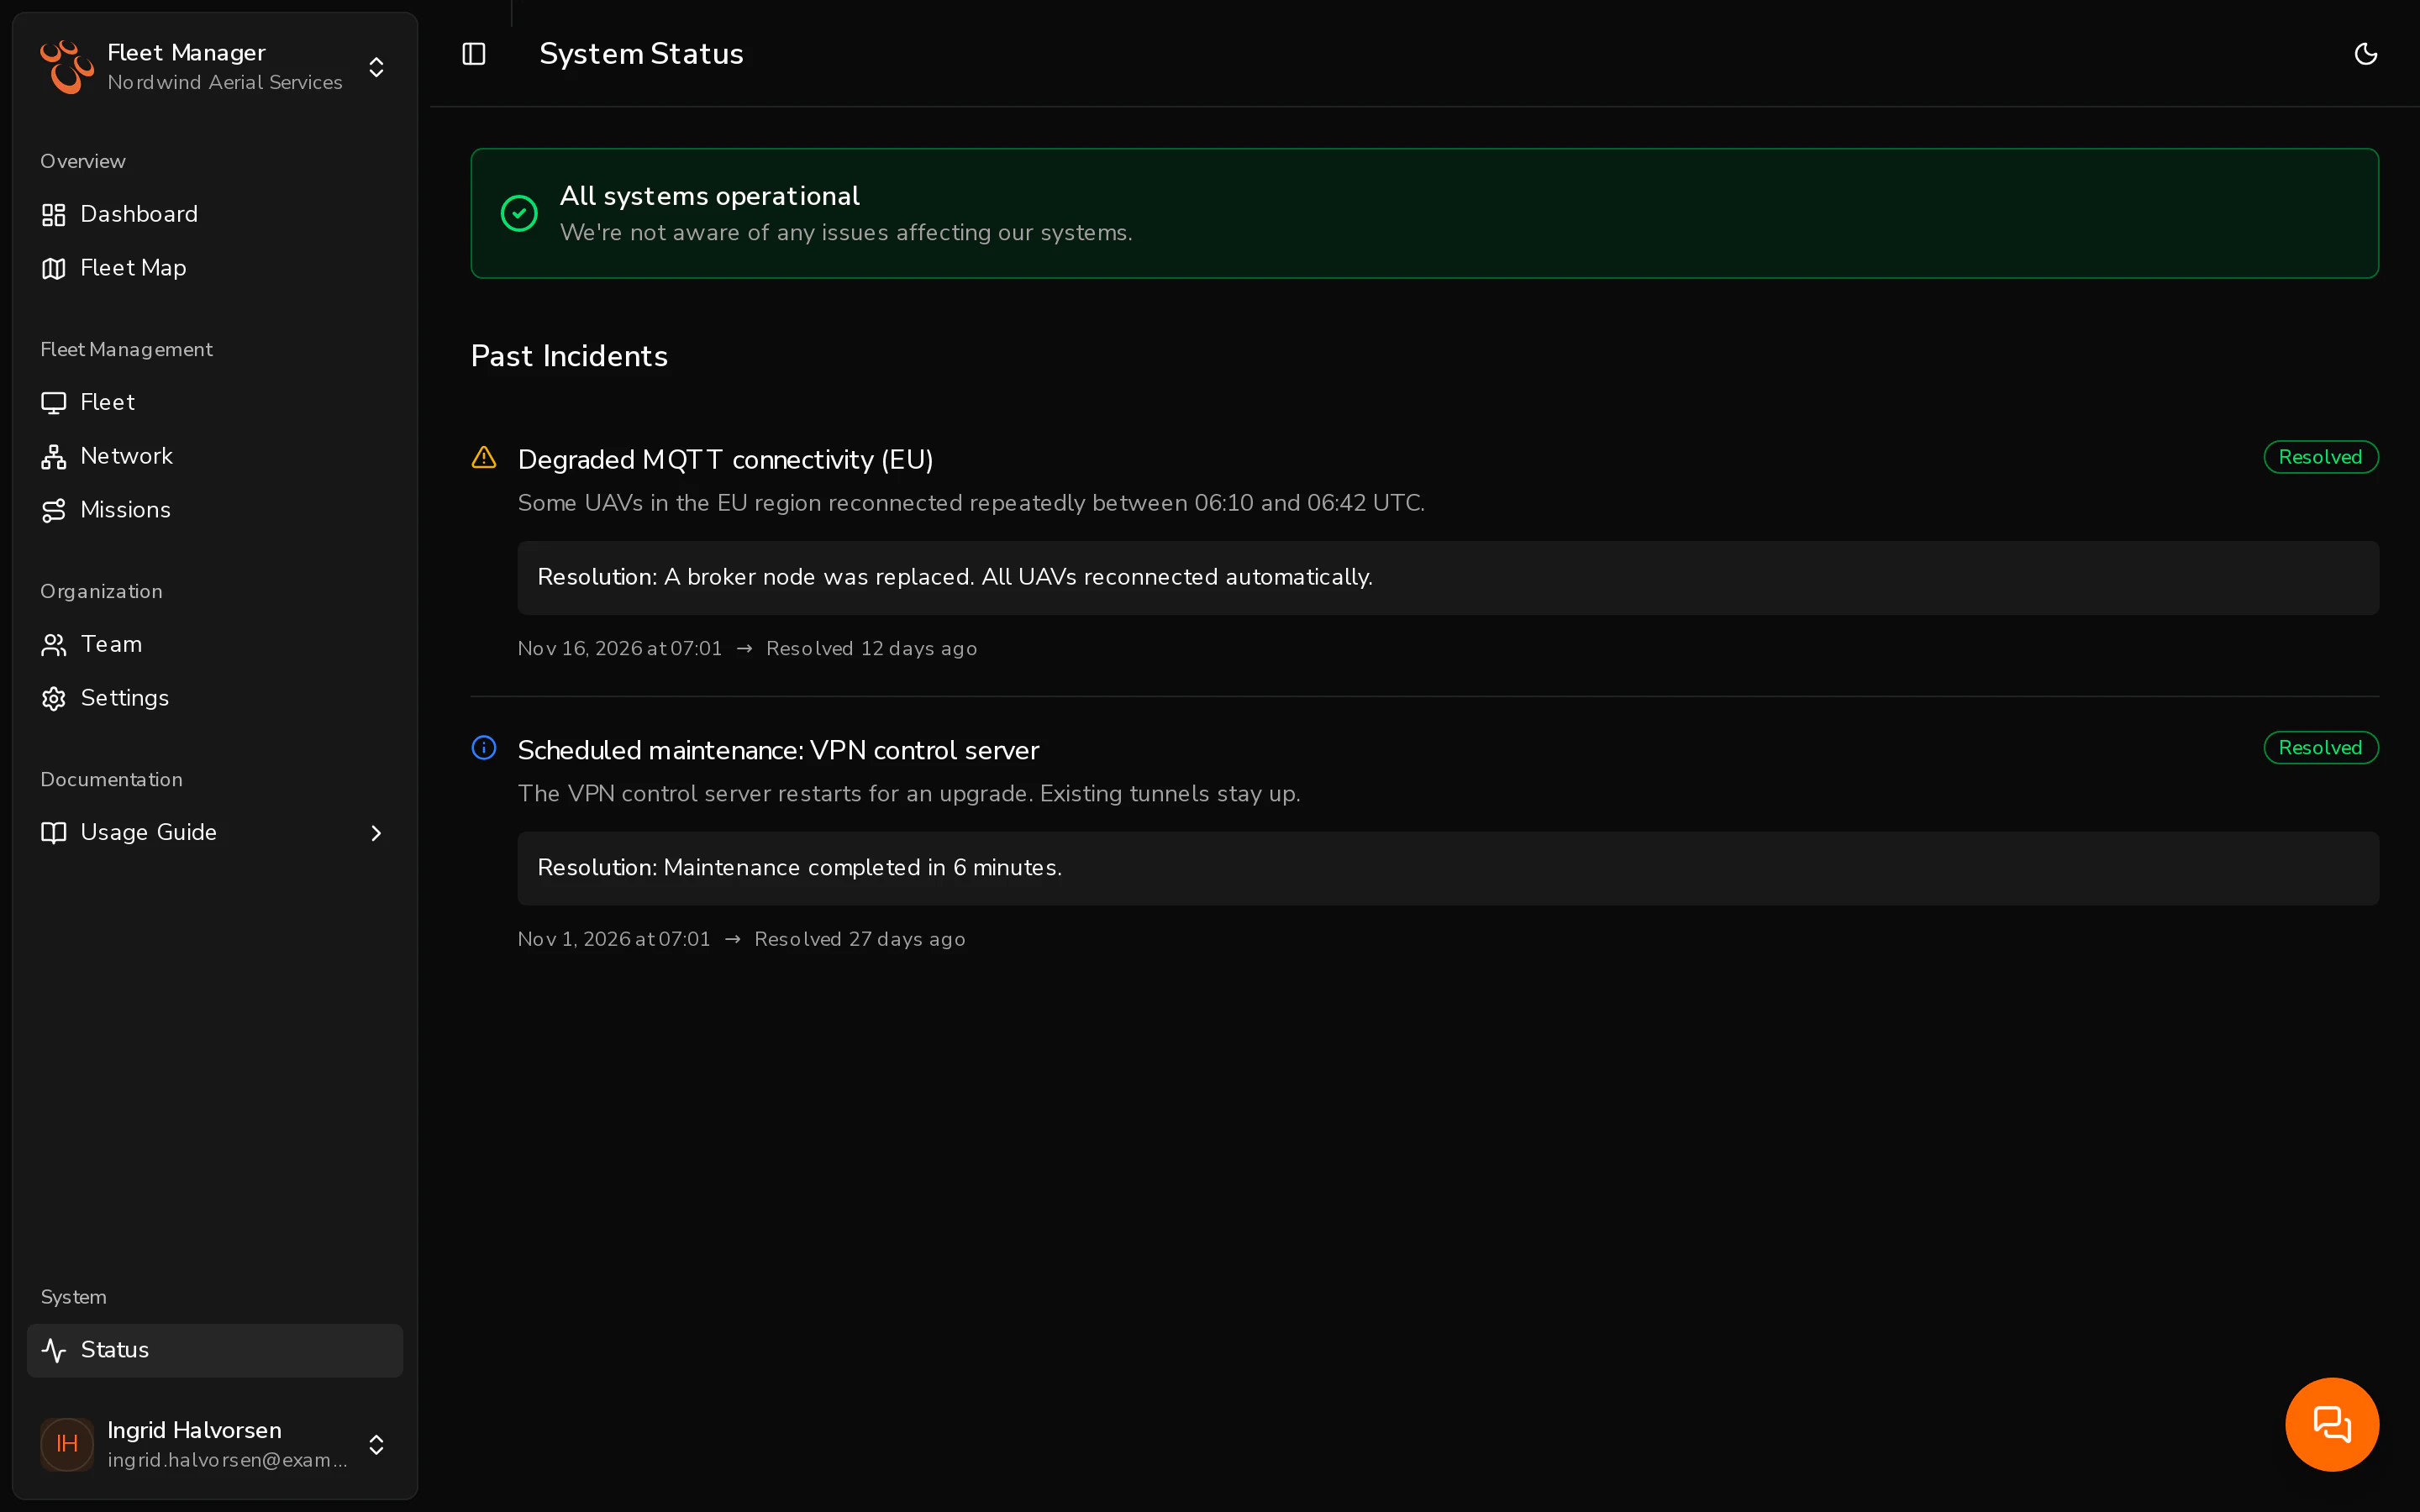 Fleet Manager
Nordwind Aerial Services
Overview
Dashboard
Fleet Map
Fleet Management
Fleet
Network
Missions
Organization
Team
Settings
Documentation
Usage Guide
System
Status
IH
Ingrid Halvorsen
ingrid.halvorsen@exam...
System Status
All systems operational
We're not aware of any issues affecting our systems.
Past Incidents
Degraded MQTT connectivity (EU)
Resolved
Some UAVs in the EU region reconnected repeatedly between 06:10 and 06:42 UTC.
Resolution: A broker node was replaced. All UAVs reconnected automatically.
Nov 16, 2026 at 07:01 → Resolved 12 days ago
Scheduled maintenance: VPN control server
Resolved
The VPN control server restarts for an upgrade. Existing tunnels stay up.
Resolution: Maintenance completed in 6 minutes.
Nov 1, 2026 at 07:01 → Resolved 27 days ago